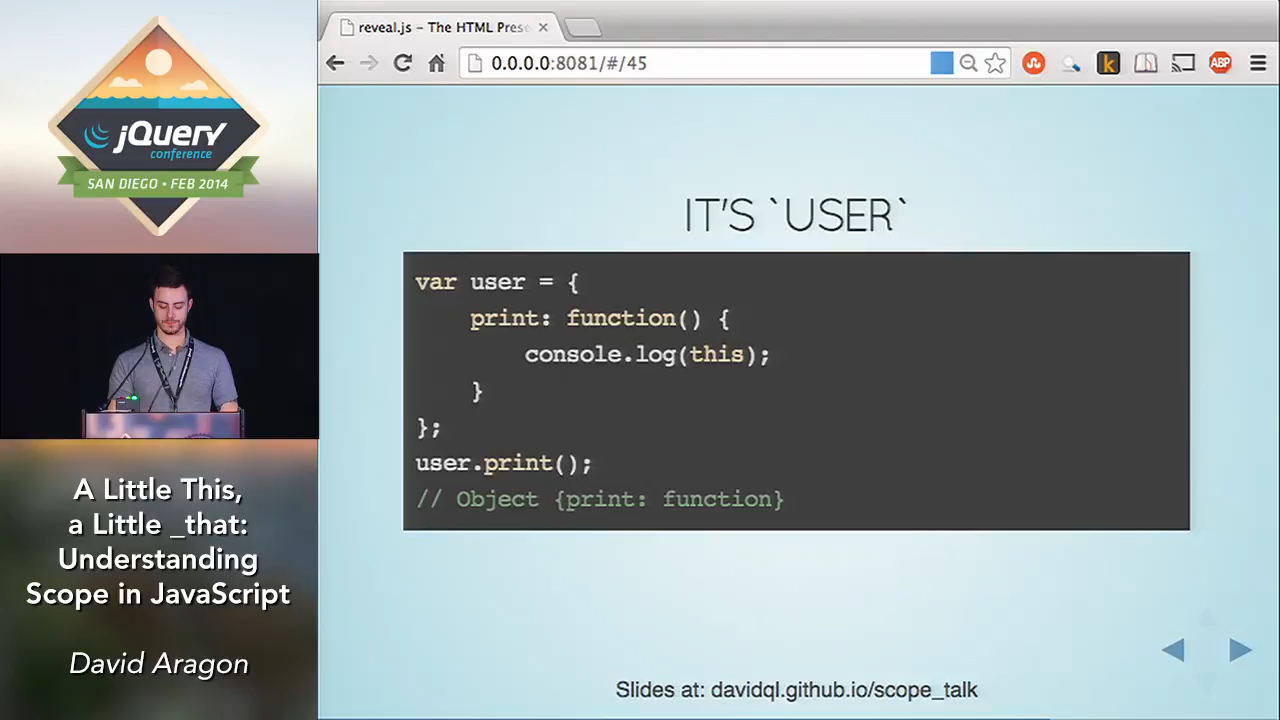 jQuery
conference
SAN DIEGO • FEB 2014
A Little This,
a Little _that:
Understanding
Scope in JavaScript
David Aragon
reveal.js – The HTML Prese
0.0.0.0:8081/#/45
k
ABP
IT'S `USER`
var user = {
print: function() {
console.log(this);
}
};
user.print();
// Object {print: function}
Slides at: davidql.github.io/scope_talk